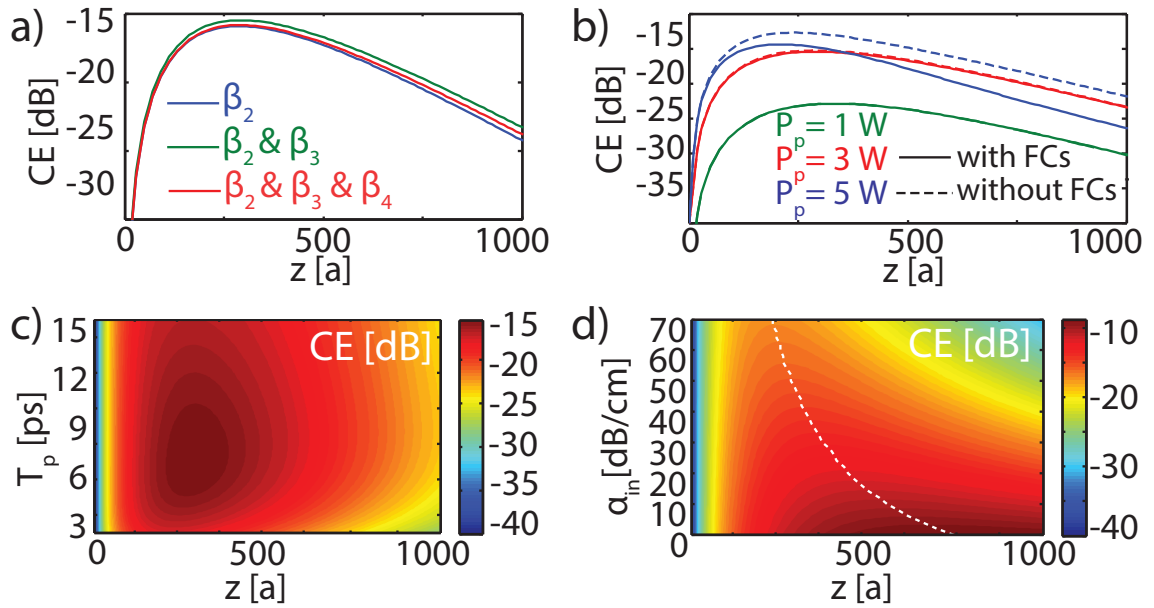 a)
CE [dB]
-15
-20
-25
-30
β₂
β₂ & β₃
β₂ & β₃ & β₄
0 500 1000
z [a]
b)
CE [dB]
-15
-20
-25
-30
-35
Pₚ= 1 W
Pₚ= 3 W
Pₚ= 5 W
with FCs
without FCs
0 500 1000
z [a]
c)
Tₚ [ps]
15
12
9
6
3
CE [dB]
0 500 1000
z [a]
-15
-20
-25
-30
-35
-40
d)
αᵢₙ[dB/cm]
70
60
50
40
30
20
10
0
CE [dB]
0 500 1000
z [a]
-10
-20
-30
-40